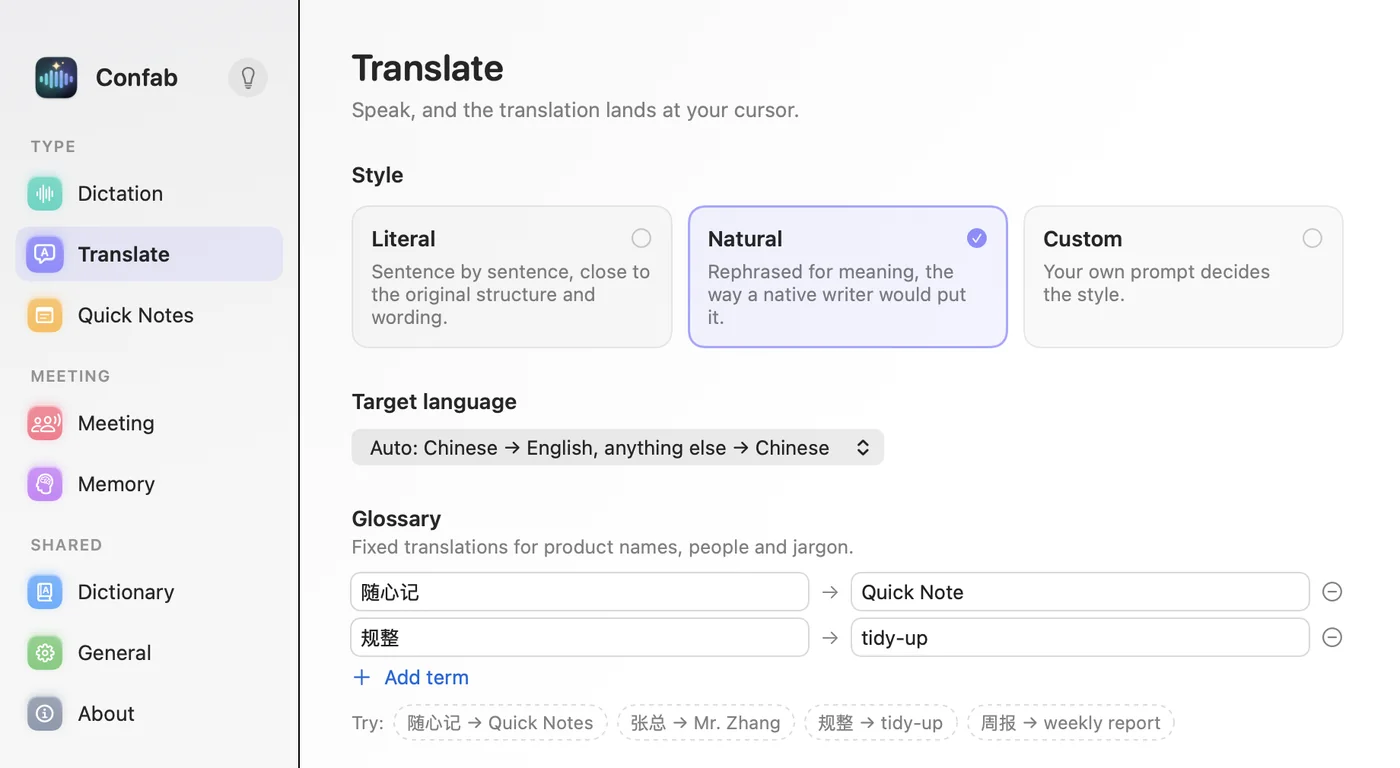 Confab
TYPE
Dictation
Translate
Quick Notes
MEETING
Meeting
Memory
SHARED
Dictionary
General
About
Translate
Speak, and the translation lands at your cursor.
Style
Literal
Sentence by sentence, close to
the original structure and
wording.
Natural
Rephrased for meaning, the
way a native writer would put
it.
Custom
Your own prompt decides
the style.
Target language
Auto: Chinese → English, anything else → Chinese
Glossary
Fixed translations for product names, people and jargon.
随心记 → Quick Note
规整 → tidy-up
+ Add term
Try: 随心记 → Quick Notes 张总 → Mr. Zhang 规整 → tidy-up 周报 → weekly report